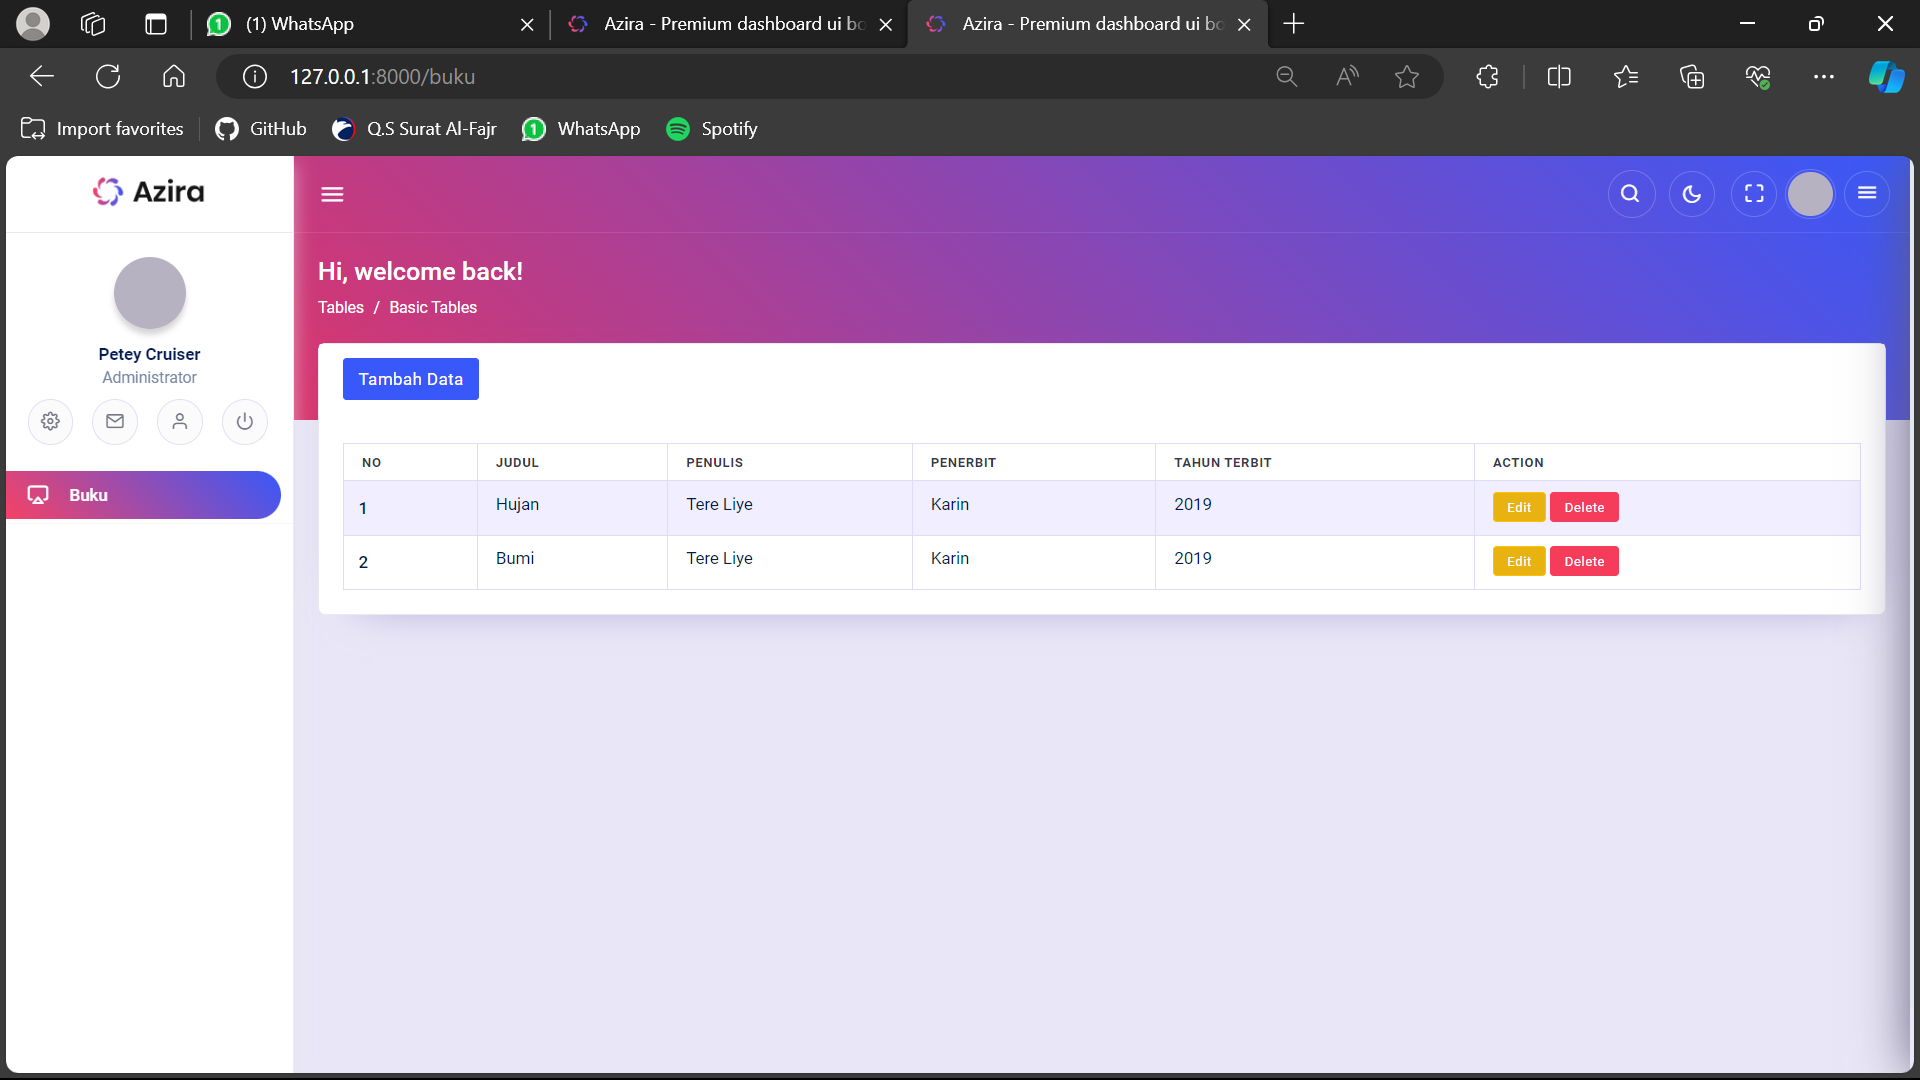 1 (1) WhatsApp
Azira - Premium dashboard ui bo
Azira - Premium dashboard ui bo
127.0.0.1:8000/buku
Import favorites
GitHub
Q.S Surat Al-Fajr
1 WhatsApp
Spotify
Azira
Petey Cruiser
Administrator
Buku
Hi, welcome back!
Tables / Basic Tables
Tambah Data
NO JUDUL PENULIS PENERBIT TAHUN TERBIT ACTION
1 Hujan Tere Liye Karin 2019 Edit Delete
2 Bumi Tere Liye Karin 2019 Edit Delete